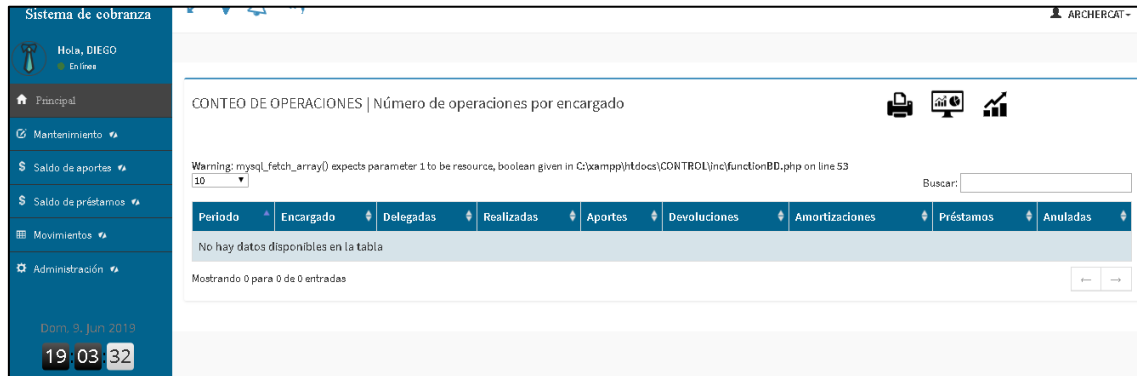 Sistema de cobranza
ARCHERCAT
Hola, DIEGO
En línea
Principal
Mantenimiento
Saldo de aportes
Saldo de préstamos
Movimientos
Administración
Dom, 9, Jun 2019
19:03:32
CONTEO DE OPERACIONES | Número de operaciones por encargado
Warning: mysql_fetch_array() expects parameter 1 to be resource, boolean given in C:\xampp\htdocs\CONTROL\inc\functionBD.php on line 53
10
Buscar:
Periodo Encargado Delegadas Realizadas Aportes Devoluciones Amortizaciones Préstamos Anuladas
No hay datos disponibles en la tabla
Mostrando 0 para 0 de 0 entradas
← →